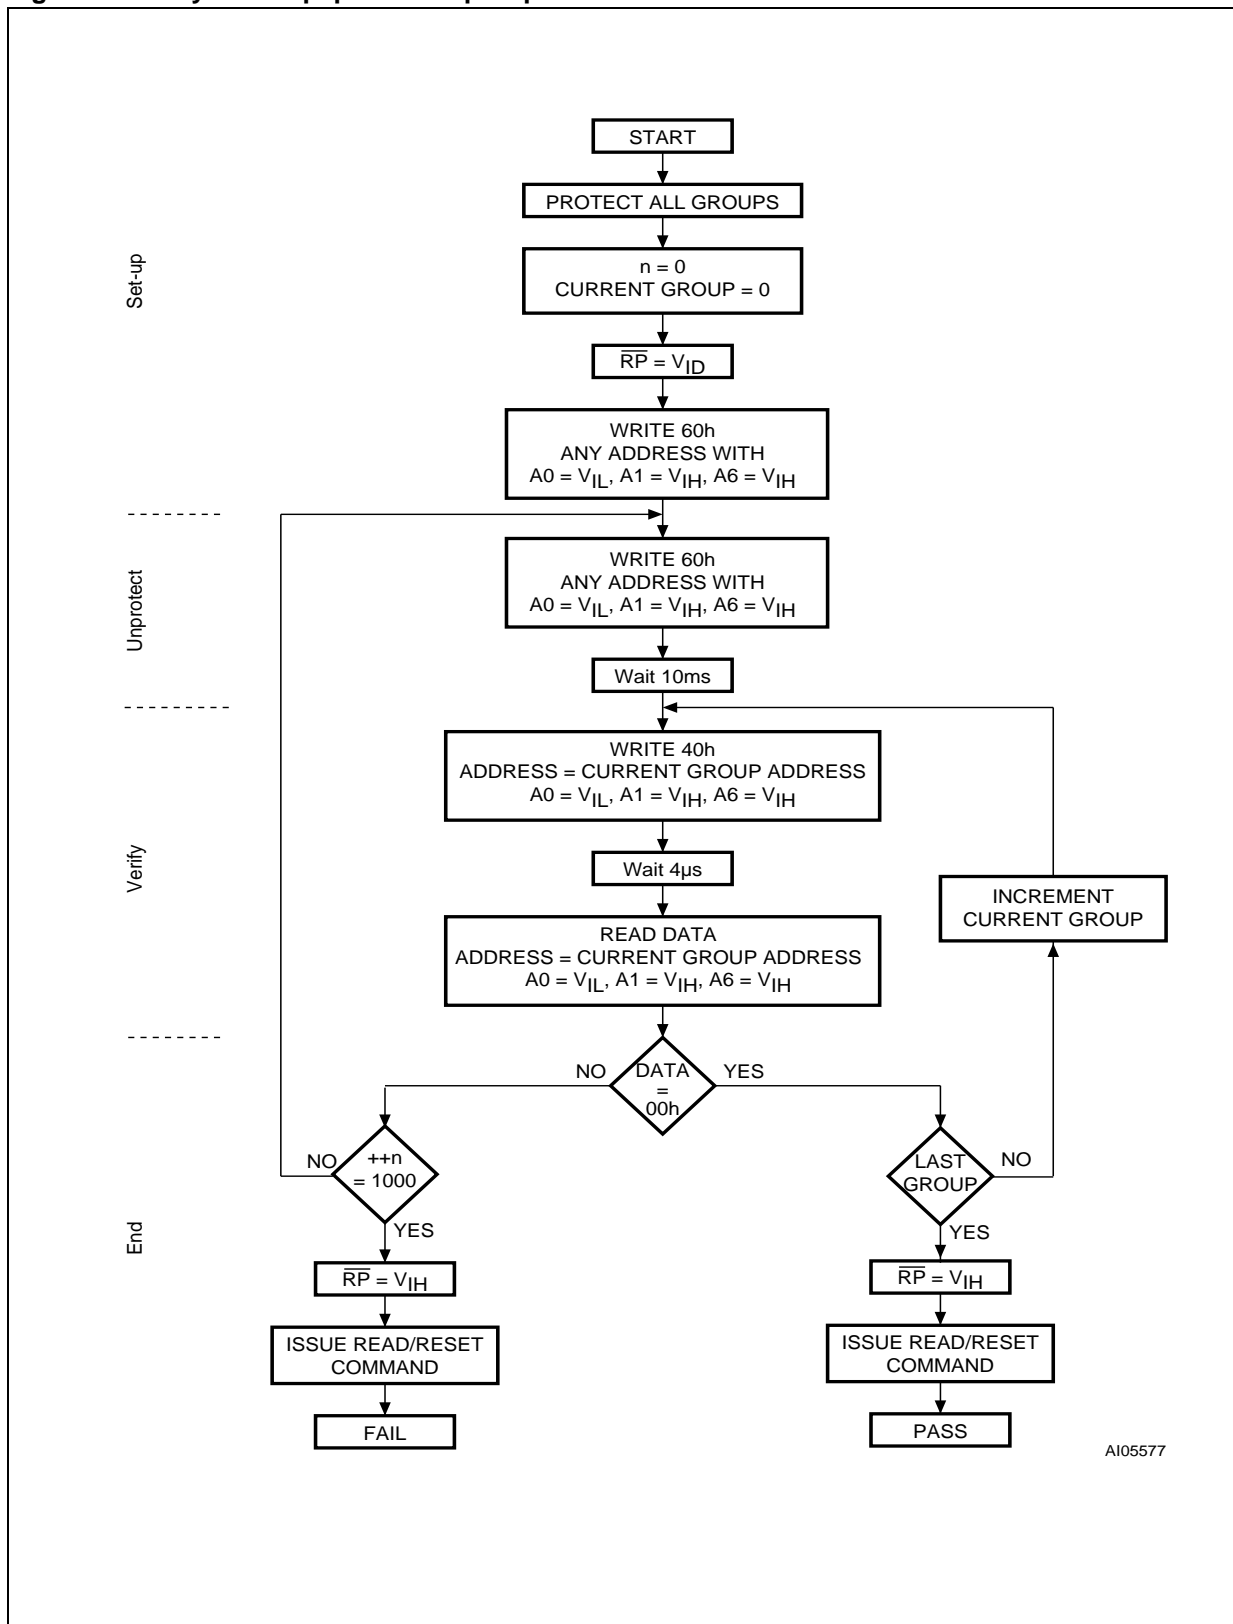 START
PROTECT ALL GROUPS
Set-up
n = 0
CURRENT GROUP = 0
RP = VID
WRITE 60h
ANY ADDRESS WITH
A0 = VIL, A1 = VIH, A6 = VIH
Unprotect
WRITE 60h
ANY ADDRESS WITH
A0 = VIL, A1 = VIH, A6 = VIH
Wait 10ms
Verify
WRITE 40h
ADDRESS = CURRENT GROUP ADDRESS
A0 = VIL, A1 = VIH, A6 = VIH
Wait 4µs
INCREMENT
CURRENT GROUP
READ DATA
ADDRESS = CURRENT GROUP ADDRESS
A0 = VIL, A1 = VIH, A6 = VIH
NO
DATA
=
00h
YES
End
NO
++n
= 1000
YES
LAST
GROUP
NO
YES
RP = VIH
RP = VIH
ISSUE READ/RESET
COMMAND
ISSUE READ/RESET
COMMAND
FAIL
PASS
AI05577